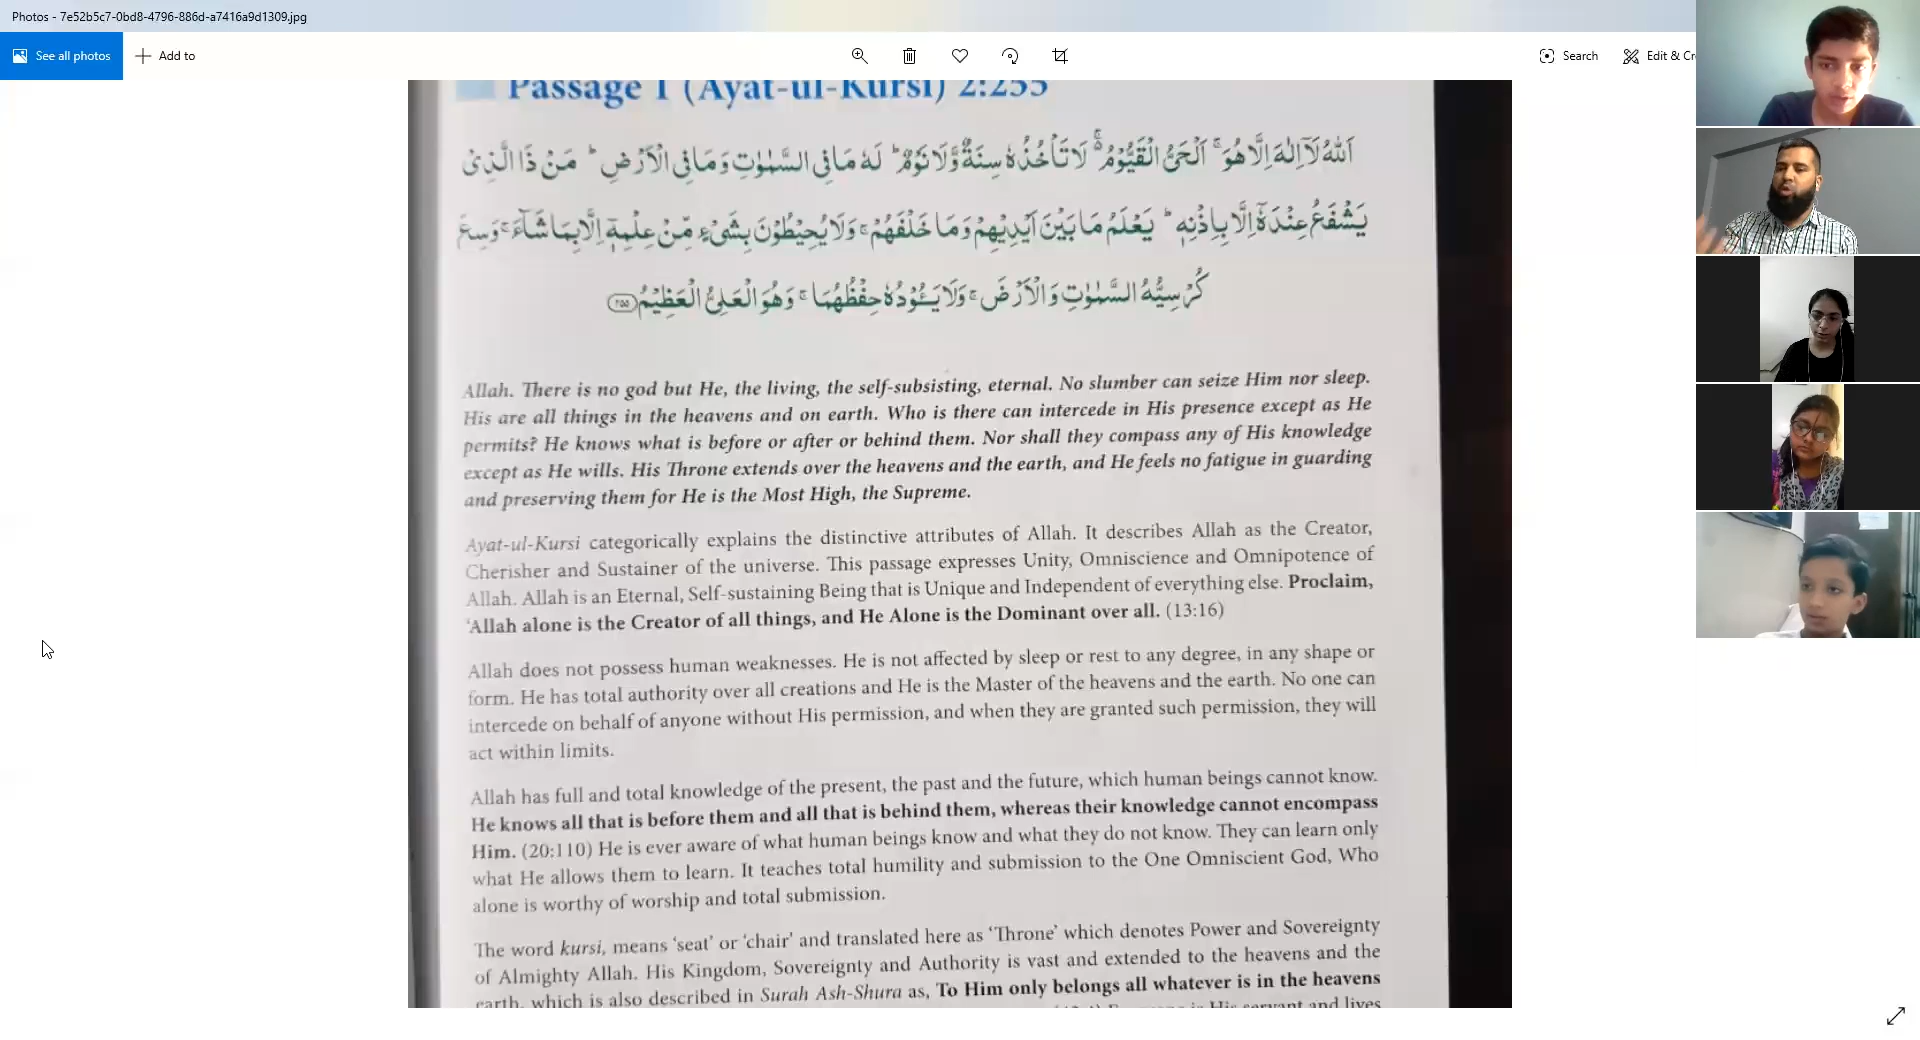 Photos - 7e52b5c7-0bd8-4796-886d-a7416a9d1309.jpg
See all photos
Add to
Search
Edit & Cr
Passage 1 (Ayat-ul-Kursi) 2:255
اَللّٰهُ لَاۤ اِلٰهَ اِلَّا هُوَ ۚ اَلْحَىُّ الْقَيُّوْمُ ۚ لَا تَاْخُذُهٗ سِنَةٌ وَّلَا نَوْمٌ ؕ لَهٗ مَا فِى السَّمٰوٰتِ وَمَا فِى الْاَرْضِ ؕ مَنْ ذَا الَّذِىْ
يَشْفَعُ عِنْدَهٗۤ اِلَّا بِاِذْنِهٖ ؕ يَعْلَمُ مَا بَيْنَ اَيْدِيْهِمْ وَمَا خَلْفَهُمْ ۚ وَلَا يُحِيْطُوْنَ بِشَىْءٍ مِّنْ عِلْمِهٖۤ اِلَّا بِمَا شَآءَ ۚ وَسِعَ
كُرْسِيُّهُ السَّمٰوٰتِ وَالْاَرْضَ ۚ وَلَا يَـُٔوْدُهٗ حِفْظُهُمَا ۚ وَهُوَ الْعَلِىُّ الْعَظِيْمُ ۲۵۵
Allah. There is no god but He, the living, the self-subsisting, eternal. No slumber can seize Him nor sleep.
His are all things in the heavens and on earth. Who is there can intercede in His presence except as He
permits? He knows what is before or after or behind them. Nor shall they compass any of His knowledge
except as He wills. His Throne extends over the heavens and the earth, and He feels no fatigue in guarding
and preserving them for He is the Most High, the Supreme.
Ayat-ul-Kursi categorically explains the distinctive attributes of Allah. It describes Allah as the Creator,
Cherisher and Sustainer of the universe. This passage expresses Unity, Omniscience and Omnipotence of
Allah. Allah is an Eternal, Self-sustaining Being that is Unique and Independent of everything else. Proclaim,
'Allah alone is the Creator of all things, and He Alone is the Dominant over all. (13:16)
Allah does not possess human weaknesses. He is not affected by sleep or rest to any degree, in any shape or
form. He has total authority over all creations and He is the Master of the heavens and the earth. No one can
intercede on behalf of anyone without His permission, and when they are granted such permission, they will
act within limits.
Allah has full and total knowledge of the present, the past and the future, which human beings cannot know.
He knows all that is before them and all that is behind them, whereas their knowledge cannot encompass
Him. (20:110) He is ever aware of what human beings know and what they do not know. They can learn only
what He allows them to learn. It teaches total humility and submission to the One Omniscient God, Who
alone is worthy of worship and total submission.
The word kursi, means 'seat' or 'chair' and translated here as 'Throne' which denotes Power and Sovereignty
of Almighty Allah. His Kingdom, Sovereignty and Authority is vast and extended to the heavens and the
earth, which is also described in Surah Ash-Shura as, To Him only belongs all whatever is in the heavens
His servant and lives